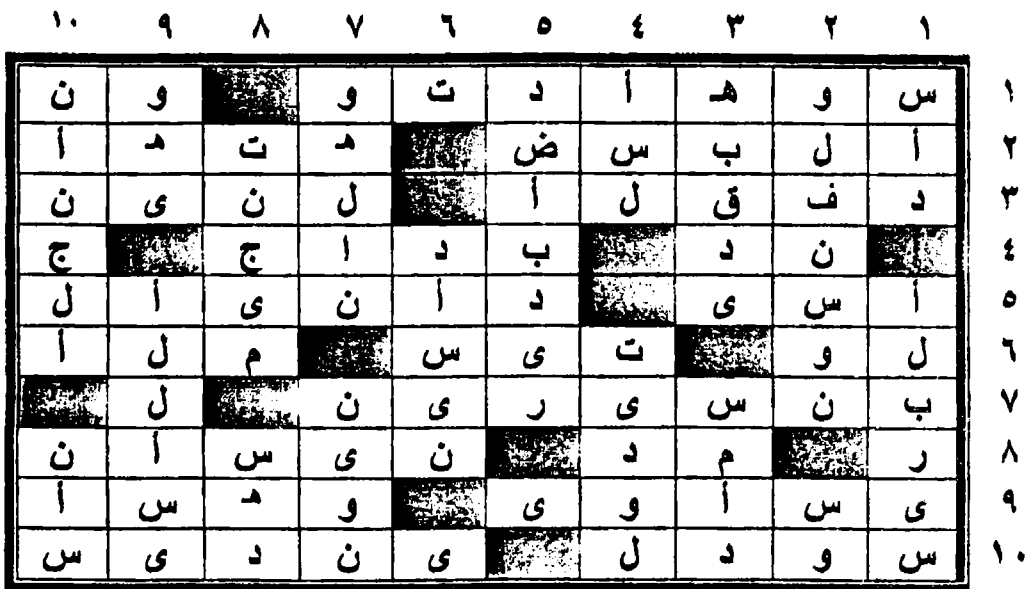 ١ ٢ ٣ ٤ ٥ ٦ ٧ ٨ ٩ ١٠
س و هـ أ د ت و و ن ١
أ ل ب س ض هـ ت هـ أ ٢
د ف ق ل أ ل ن ى ن ٣
ن د ب د ا ج ج ٤
أ س ى د أ ن ى أ ل ٥
ل و ت ى س م ل أ ٦
ب ن س ى ر ى ن ل ٧
ر م د ن ى س أ ن ٨
ى س أ و ى و هـ س أ ٩
س و د ل ى ن د ى س ١٠